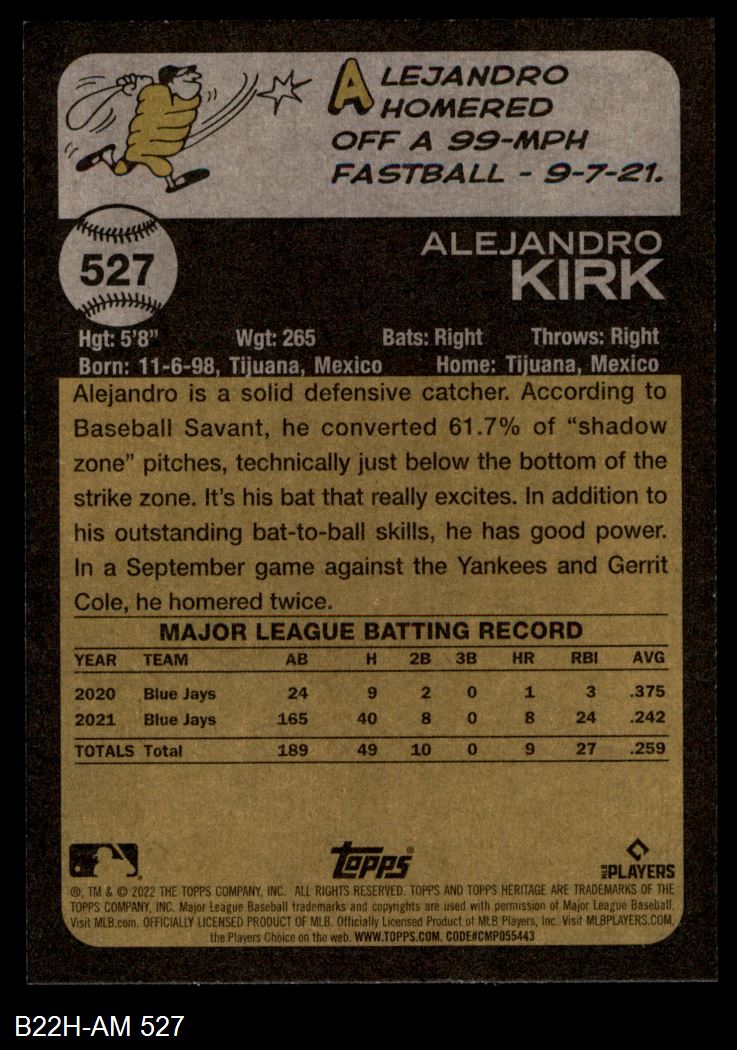 ALEJANDRO
HOMERED
OFF A 99-MPH
FASTBALL - 9-7-21.
527
ALEJANDRO
KIRK
Hgt: 5'8" Wgt: 265 Bats: Right Throws: Right
Born: 11-6-98, Tijuana, Mexico Home: Tijuana, Mexico
Alejandro is a solid defensive catcher. According to
Baseball Savant, he converted 61.7% of “shadow
zone” pitches, technically just below the bottom of the
strike zone. It’s his bat that really excites. In addition to
his outstanding bat-to-ball skills, he has good power.
In a September game against the Yankees and Gerrit
Cole, he homered twice.
MAJOR LEAGUE BATTING RECORD
YEAR TEAM AB H 2B 3B HR RBI AVG
2020 Blue Jays 24 9 2 0 1 3 .375
2021 Blue Jays 165 40 8 0 8 24 .242
TOTALS Total 189 49 10 0 9 27 .259
TOPPS®
MLB PLAYERS
®, TM & © 2022 THE TOPPS COMPANY, INC. ALL RIGHTS RESERVED. TOPPS AND TOPPS HERITAGE ARE TRADEMARKS OF THE
TOPPS COMPANY, INC. Major League Baseball trademarks and copyrights are used with permission of Major League Baseball.
Visit MLB.com. OFFICIALLY LICENSED PRODUCT OF MLB. Officially Licensed Product of MLB Players, Inc. Visit MLBPLAYERS.COM,
the Players Choice on the web. WWW.TOPPS.COM. CODE#CMP055443
B22H-AM 527